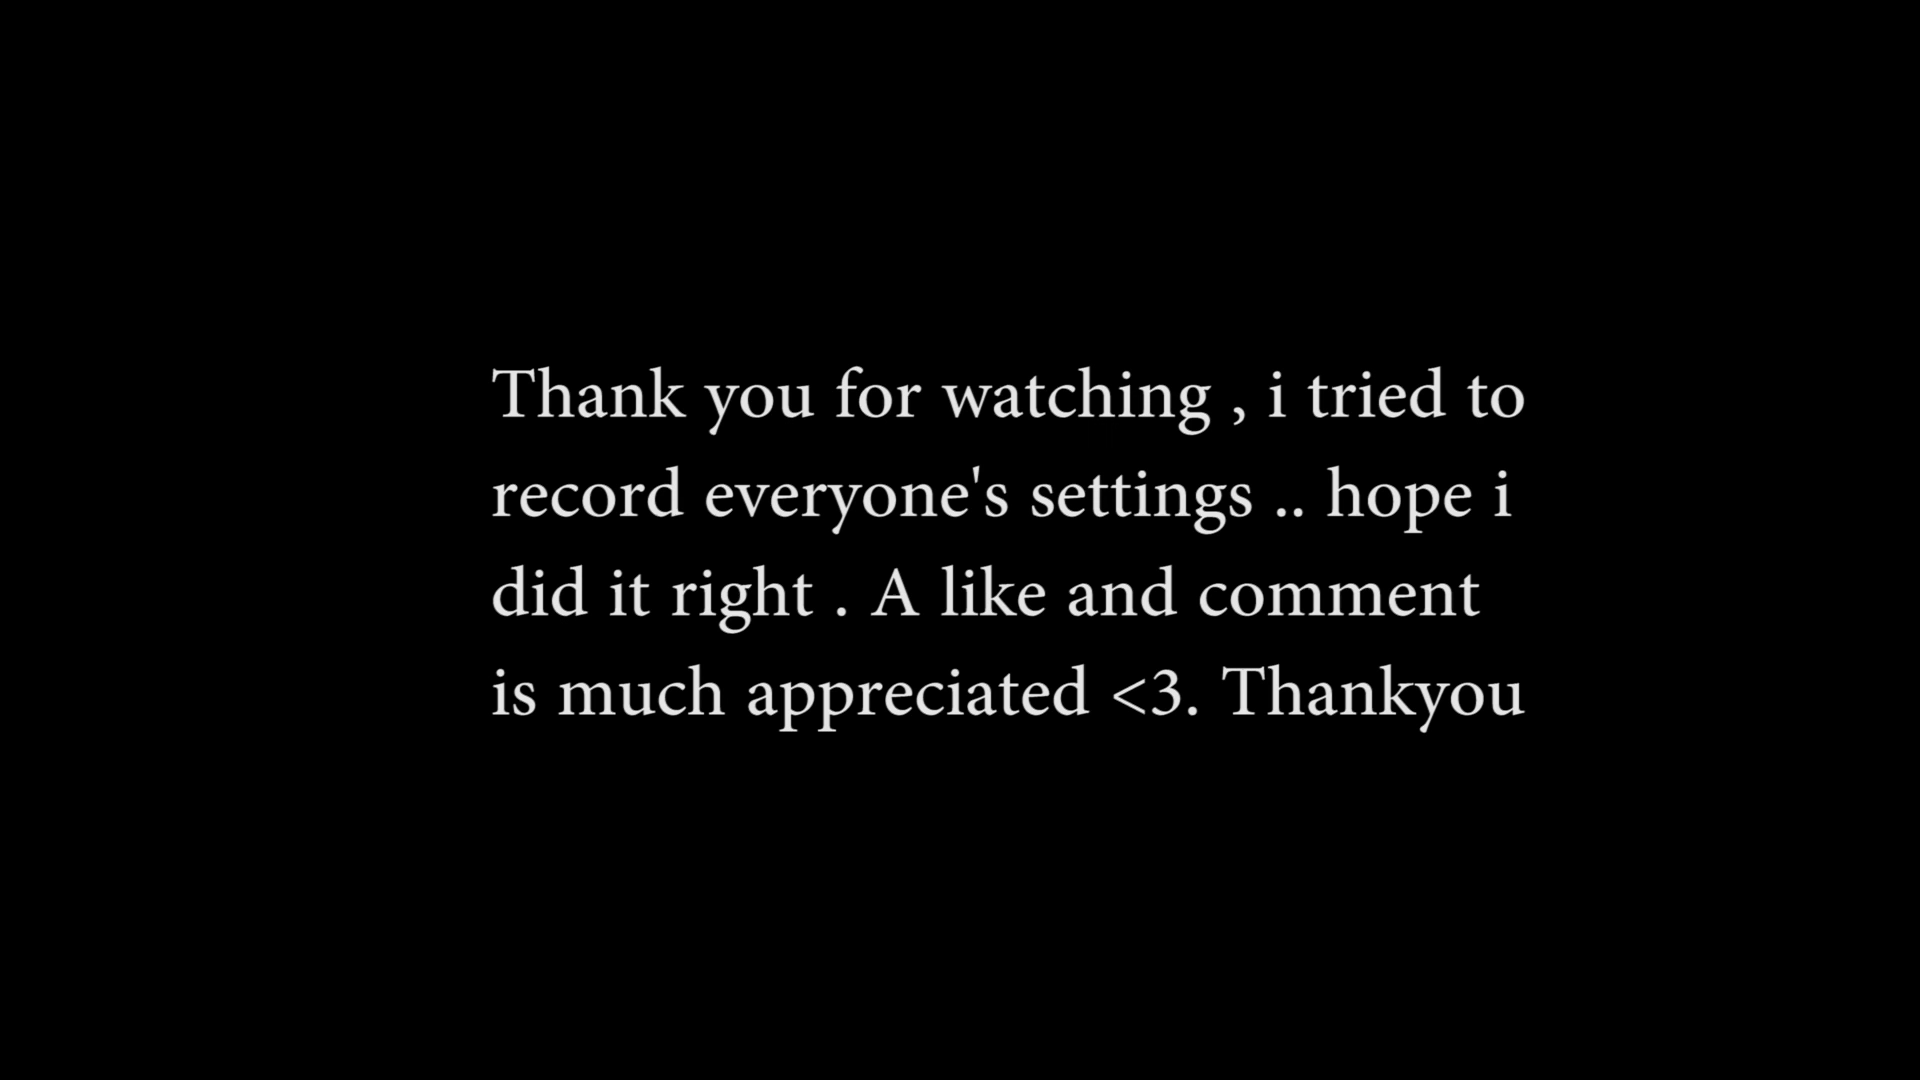 Thank you for watching , i tried to
record everyone's settings .. hope i
did it right . A like and comment
is much appreciated <3. Thankyou